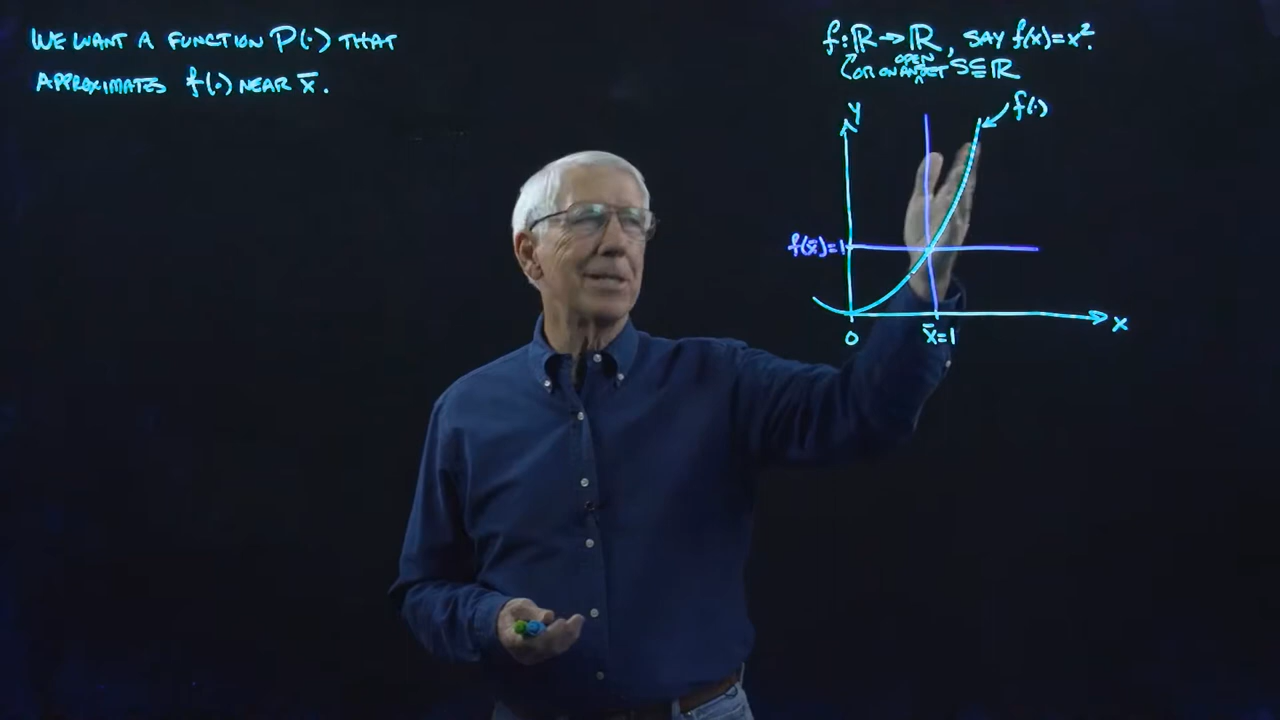 WE WANT A FUNCTION P(·) THAT
APPROXIMATES f(·) NEAR x̄.
f:ℝ→ℝ, SAY f(x)=x².
OPEN
OR ON AN SET S⊆ℝ
f(·)
y
f(x̄)=1
x
0
x̄=1